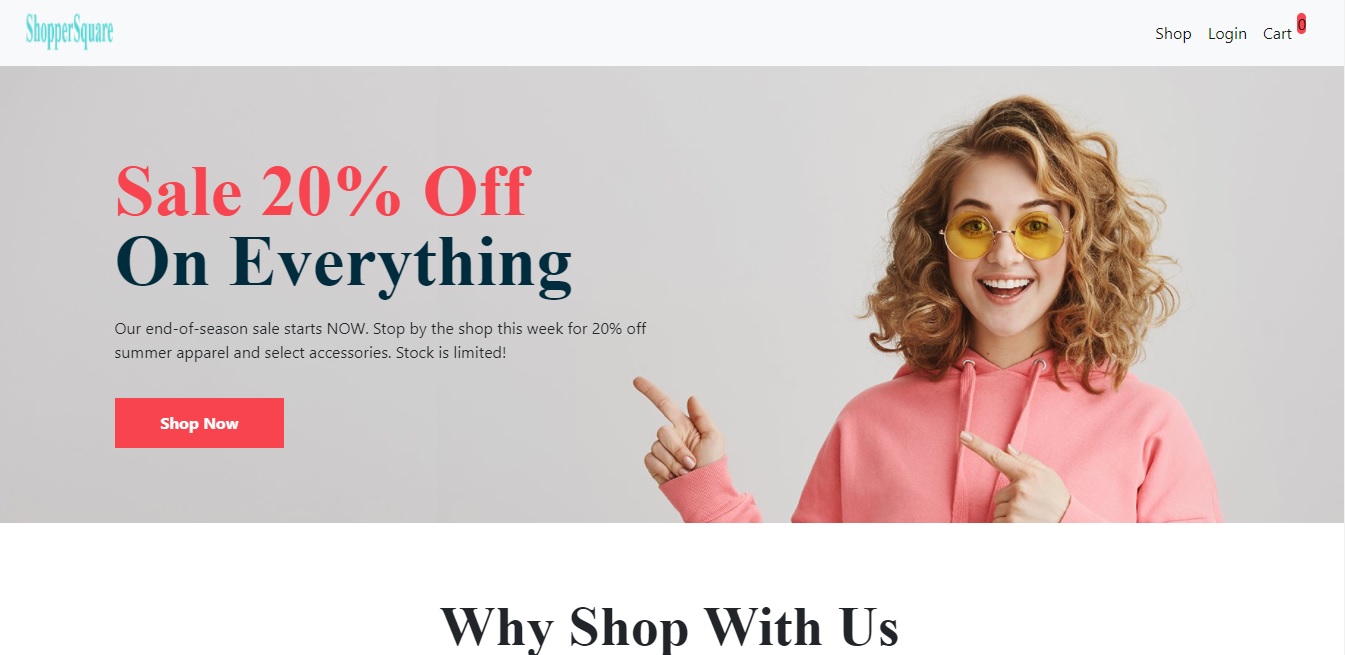 ShopperSquare
Shop Login Cart 0
Sale 20% Off
On Everything
Our end-of-season sale starts NOW. Stop by the shop this week for 20% off
summer apparel and select accessories. Stock is limited!
Shop Now
Why Shop With Us